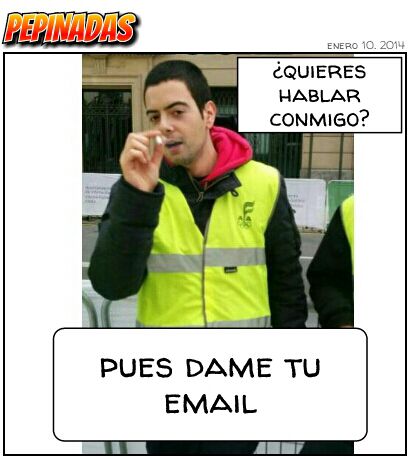 PEPINADAS
ENERO 10. 2014
¿QUIERES
HABLAR
CONMIGO?
PUES DAME TU
EMAIL